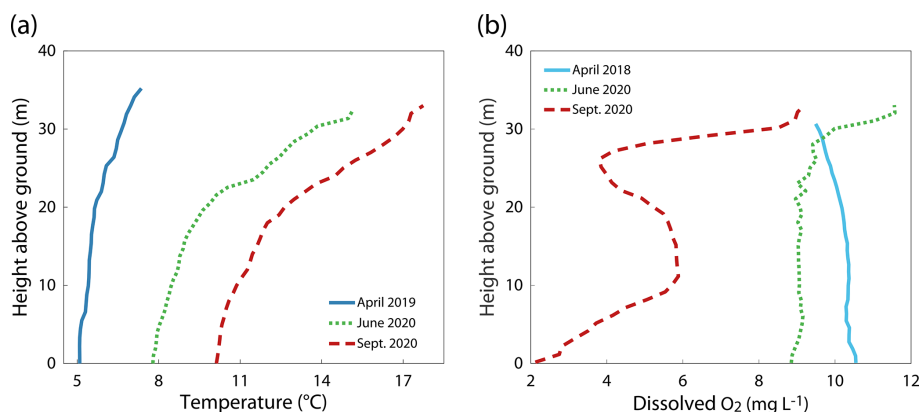 (a)
Height above ground (m)
40
30
20
10
0
5
8
11
14
17
Temperature (°C)
April 2019
June 2020
Sept. 2020
(b)
Height above ground (m)
40
30
20
10
0
2
4
6
8
10
12
Dissolved O₂ (mg L⁻¹)
April 2018
June 2020
Sept. 2020